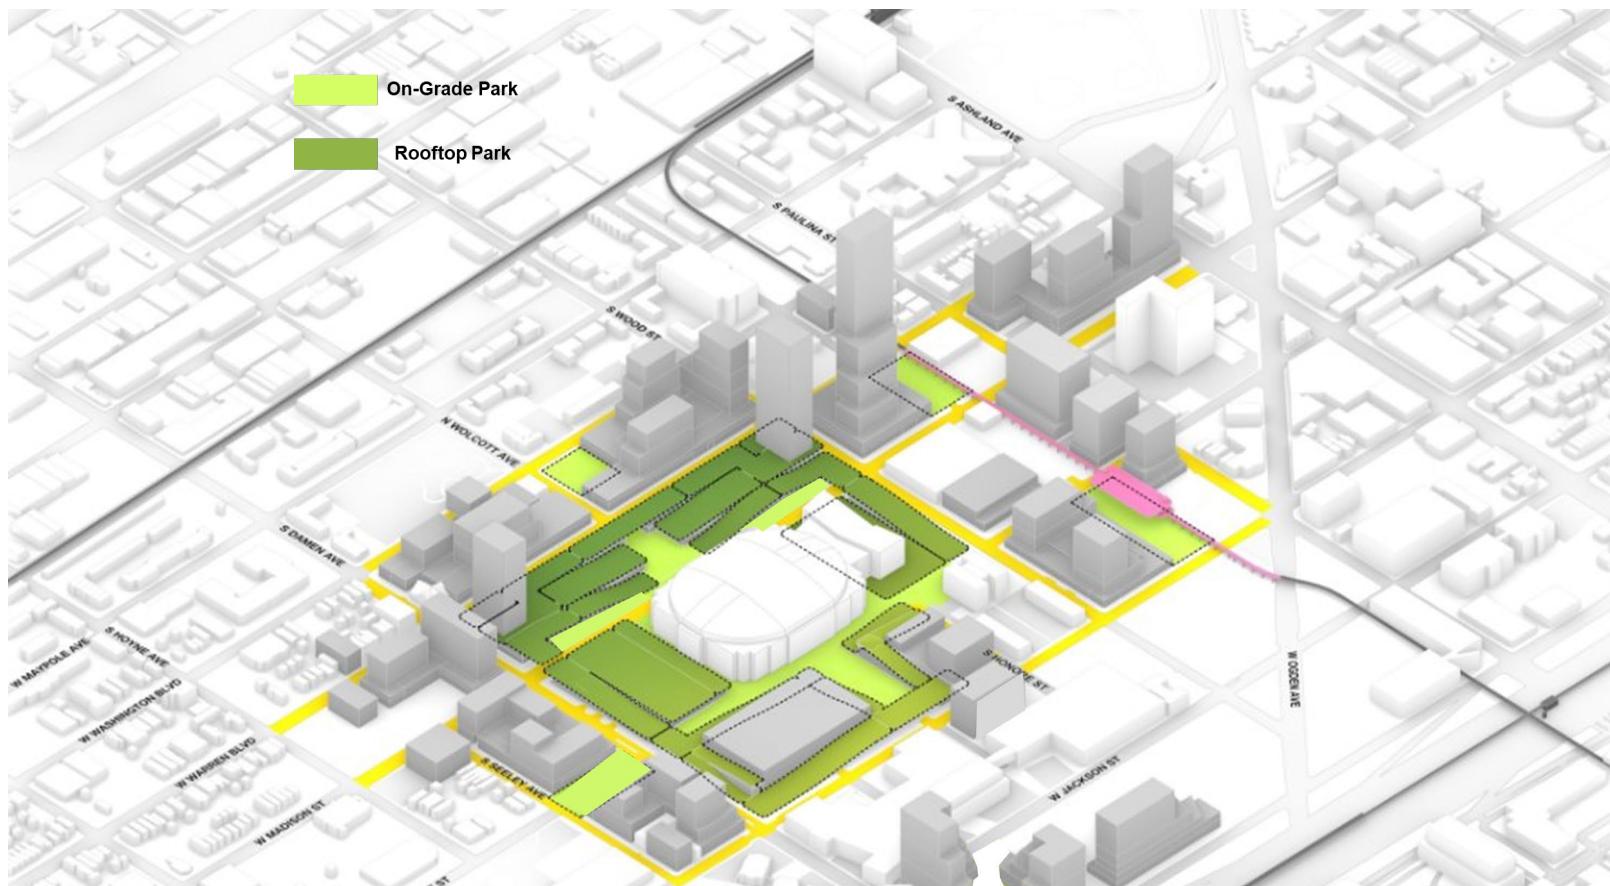 On-Grade Park
Rooftop Park
S ASHLAND AVE
S PAULINA ST
S WOOD ST
N WOLCOTT AVE
S DAMEN AVE
S HOYNE AVE
W MAYPOLE AVE
W WASHINGTON BLVD
W WARREN BLVD
W MADISON ST
S SEELEY AVE
S HONORE ST
W OGDEN AVE
W JACKSON ST
ST